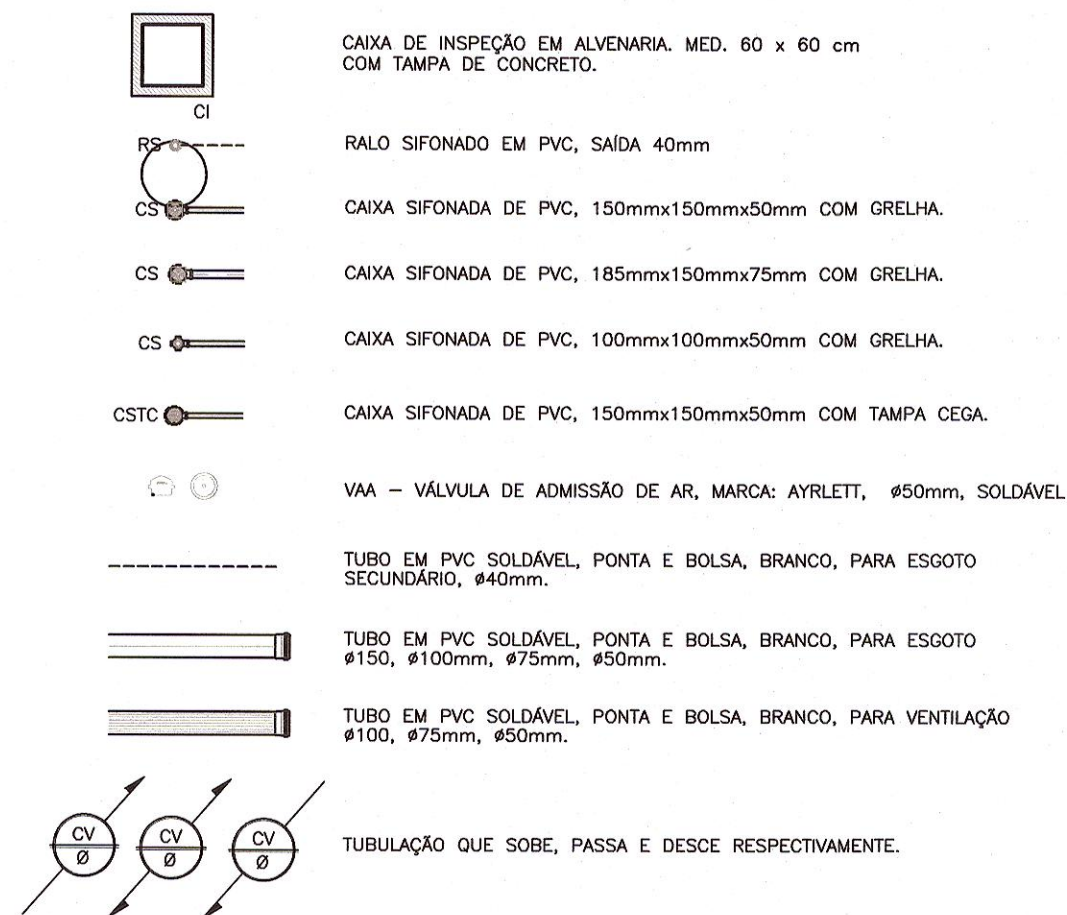 CAIXA DE INSPEÇÃO EM ALVENARIA. MED. 60 x 60 cm
COM TAMPA DE CONCRETO.
CI
RS
RALO SIFONADO EM PVC, SAÍDA 40mm
CS
CAIXA SIFONADA DE PVC, 150mmx150mmx50mm COM GRELHA.
CS
CAIXA SIFONADA DE PVC, 185mmx150mmx75mm COM GRELHA.
CS
CAIXA SIFONADA DE PVC, 100mmx100mmx50mm COM GRELHA.
CSTC
CAIXA SIFONADA DE PVC, 150mmx150mmx50mm COM TAMPA CEGA.
VAA – VÁLVULA DE ADMISSÃO DE AR, MARCA: AYRLETT, ø50mm, SOLDÁVEL
TUBO EM PVC SOLDÁVEL, PONTA E BOLSA, BRANCO, PARA ESGOTO
SECUNDÁRIO, ø40mm.
TUBO EM PVC SOLDÁVEL, PONTA E BOLSA, BRANCO, PARA ESGOTO
ø150, ø100mm, ø75mm, ø50mm.
TUBO EM PVC SOLDÁVEL, PONTA E BOLSA, BRANCO, PARA VENTILAÇÃO
ø100, ø75mm, ø50mm.
CV CV CV
Ø Ø Ø
TUBULAÇÃO QUE SOBE, PASSA E DESCE RESPECTIVAMENTE.